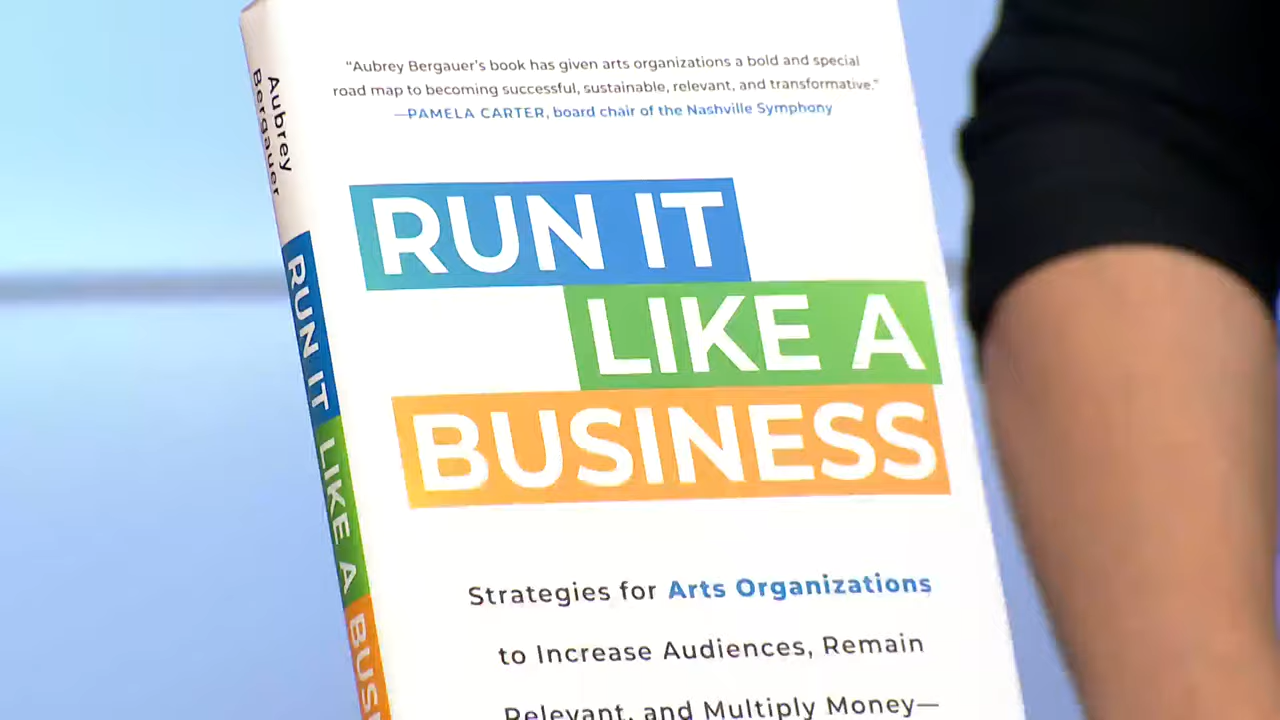 "Aubrey Bergauer's book has given arts organizations a bold and special
road map to becoming successful, sustainable, relevant, and transformative."
—PAMELA CARTER, board chair of the Nashville Symphony
RUN IT
LIKE A
BUSINESS
Strategies for Arts Organizations
to Increase Audiences, Remain
Relevant, and Multiply Money—
Aubrey
Bergauer
RUN IT LIKE A BUSI